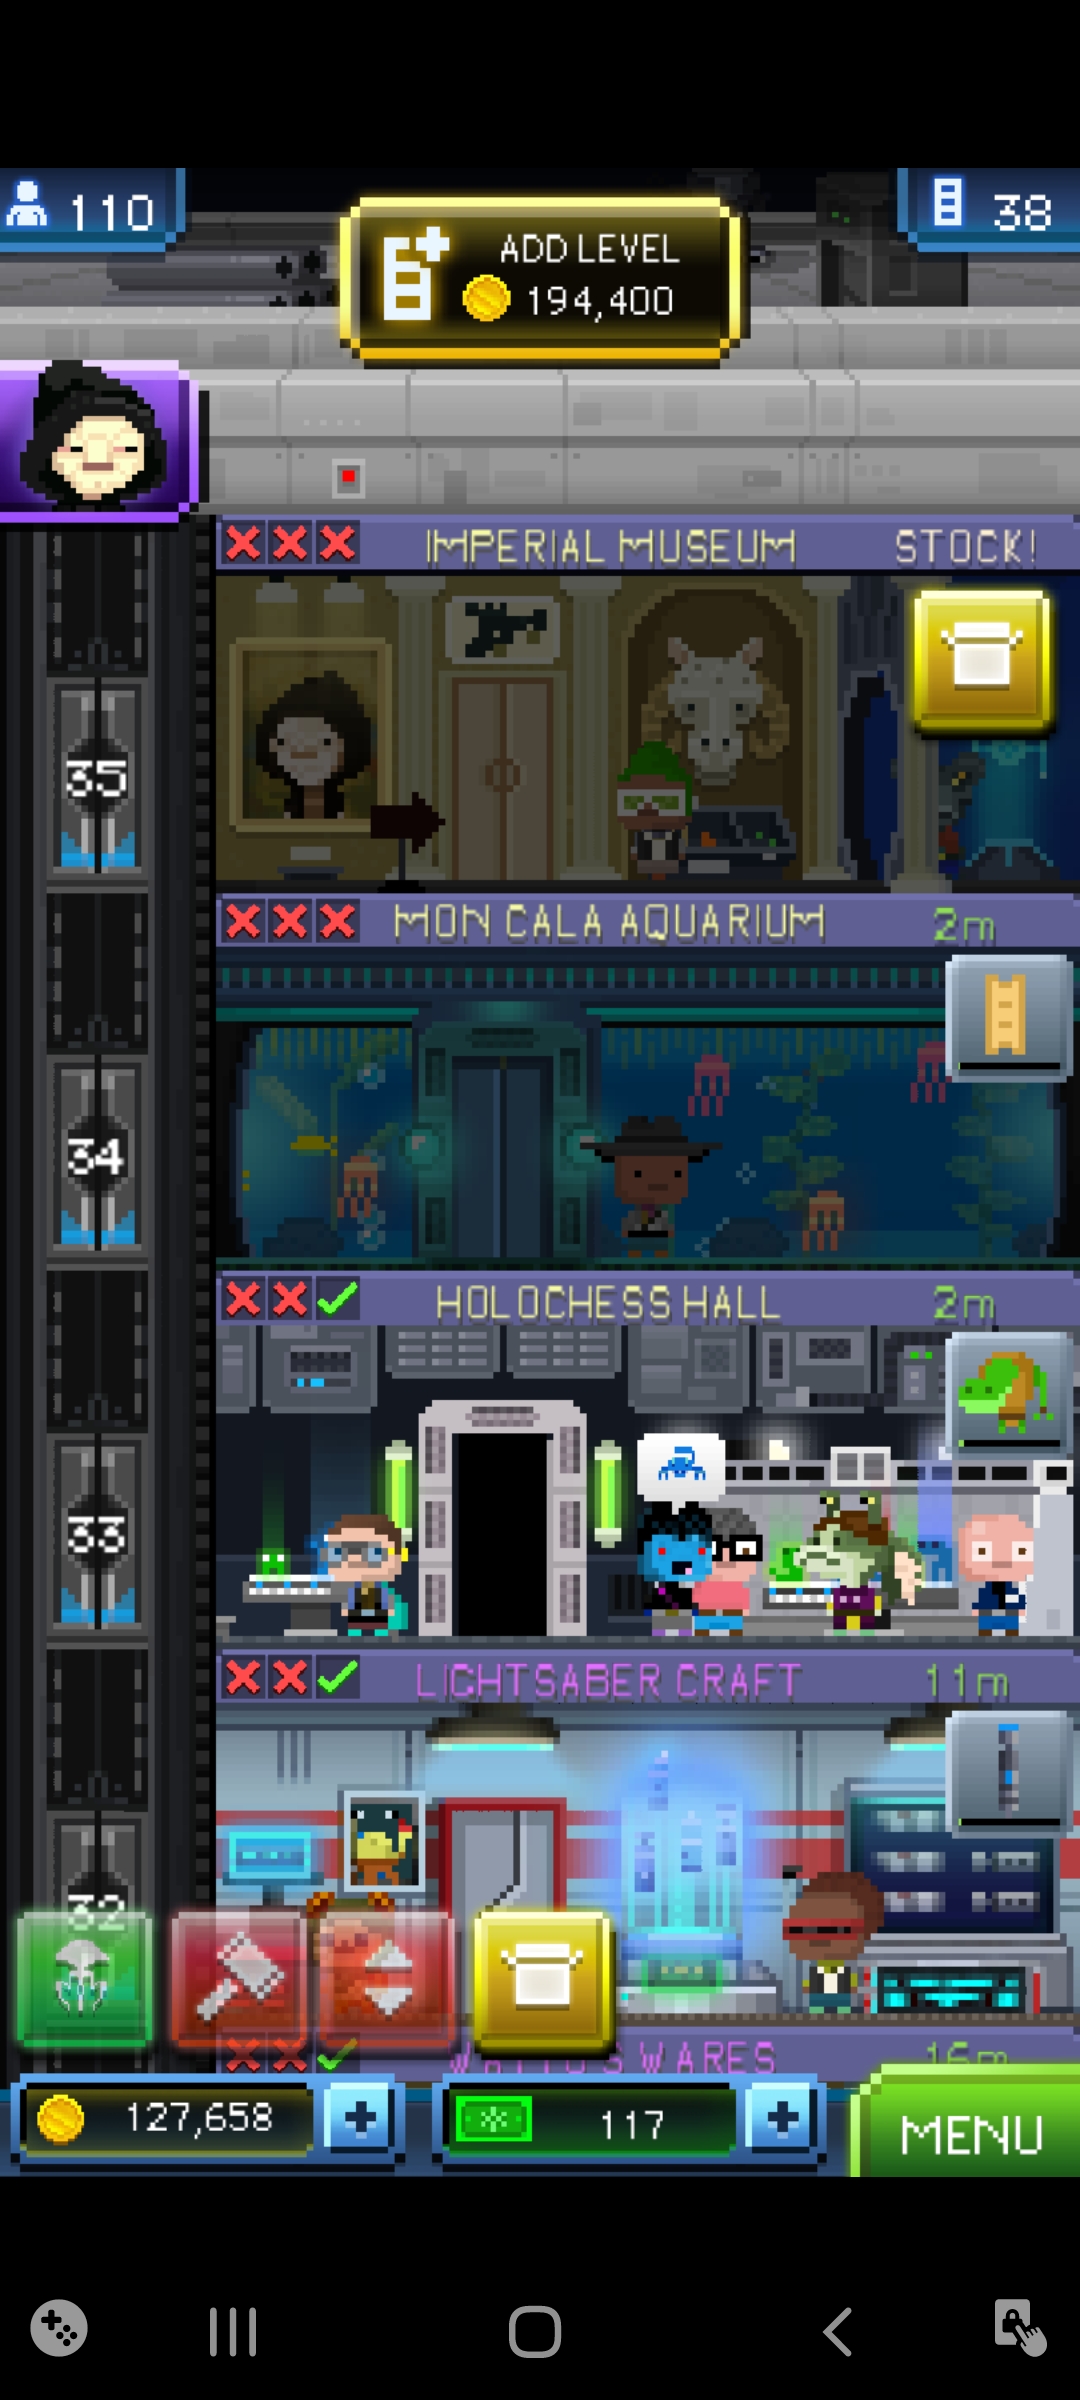 110
38
ADD LEVEL
194,400
IMPERIAL MUSEUM STOCK!
35
MON CALA AQUARIUM 2m
34
HOLOCHESS HALL 2m
33
LIGHTSABER CRAFT 11m
32
WATTO'S WARES 16m
127,658
117
MENU